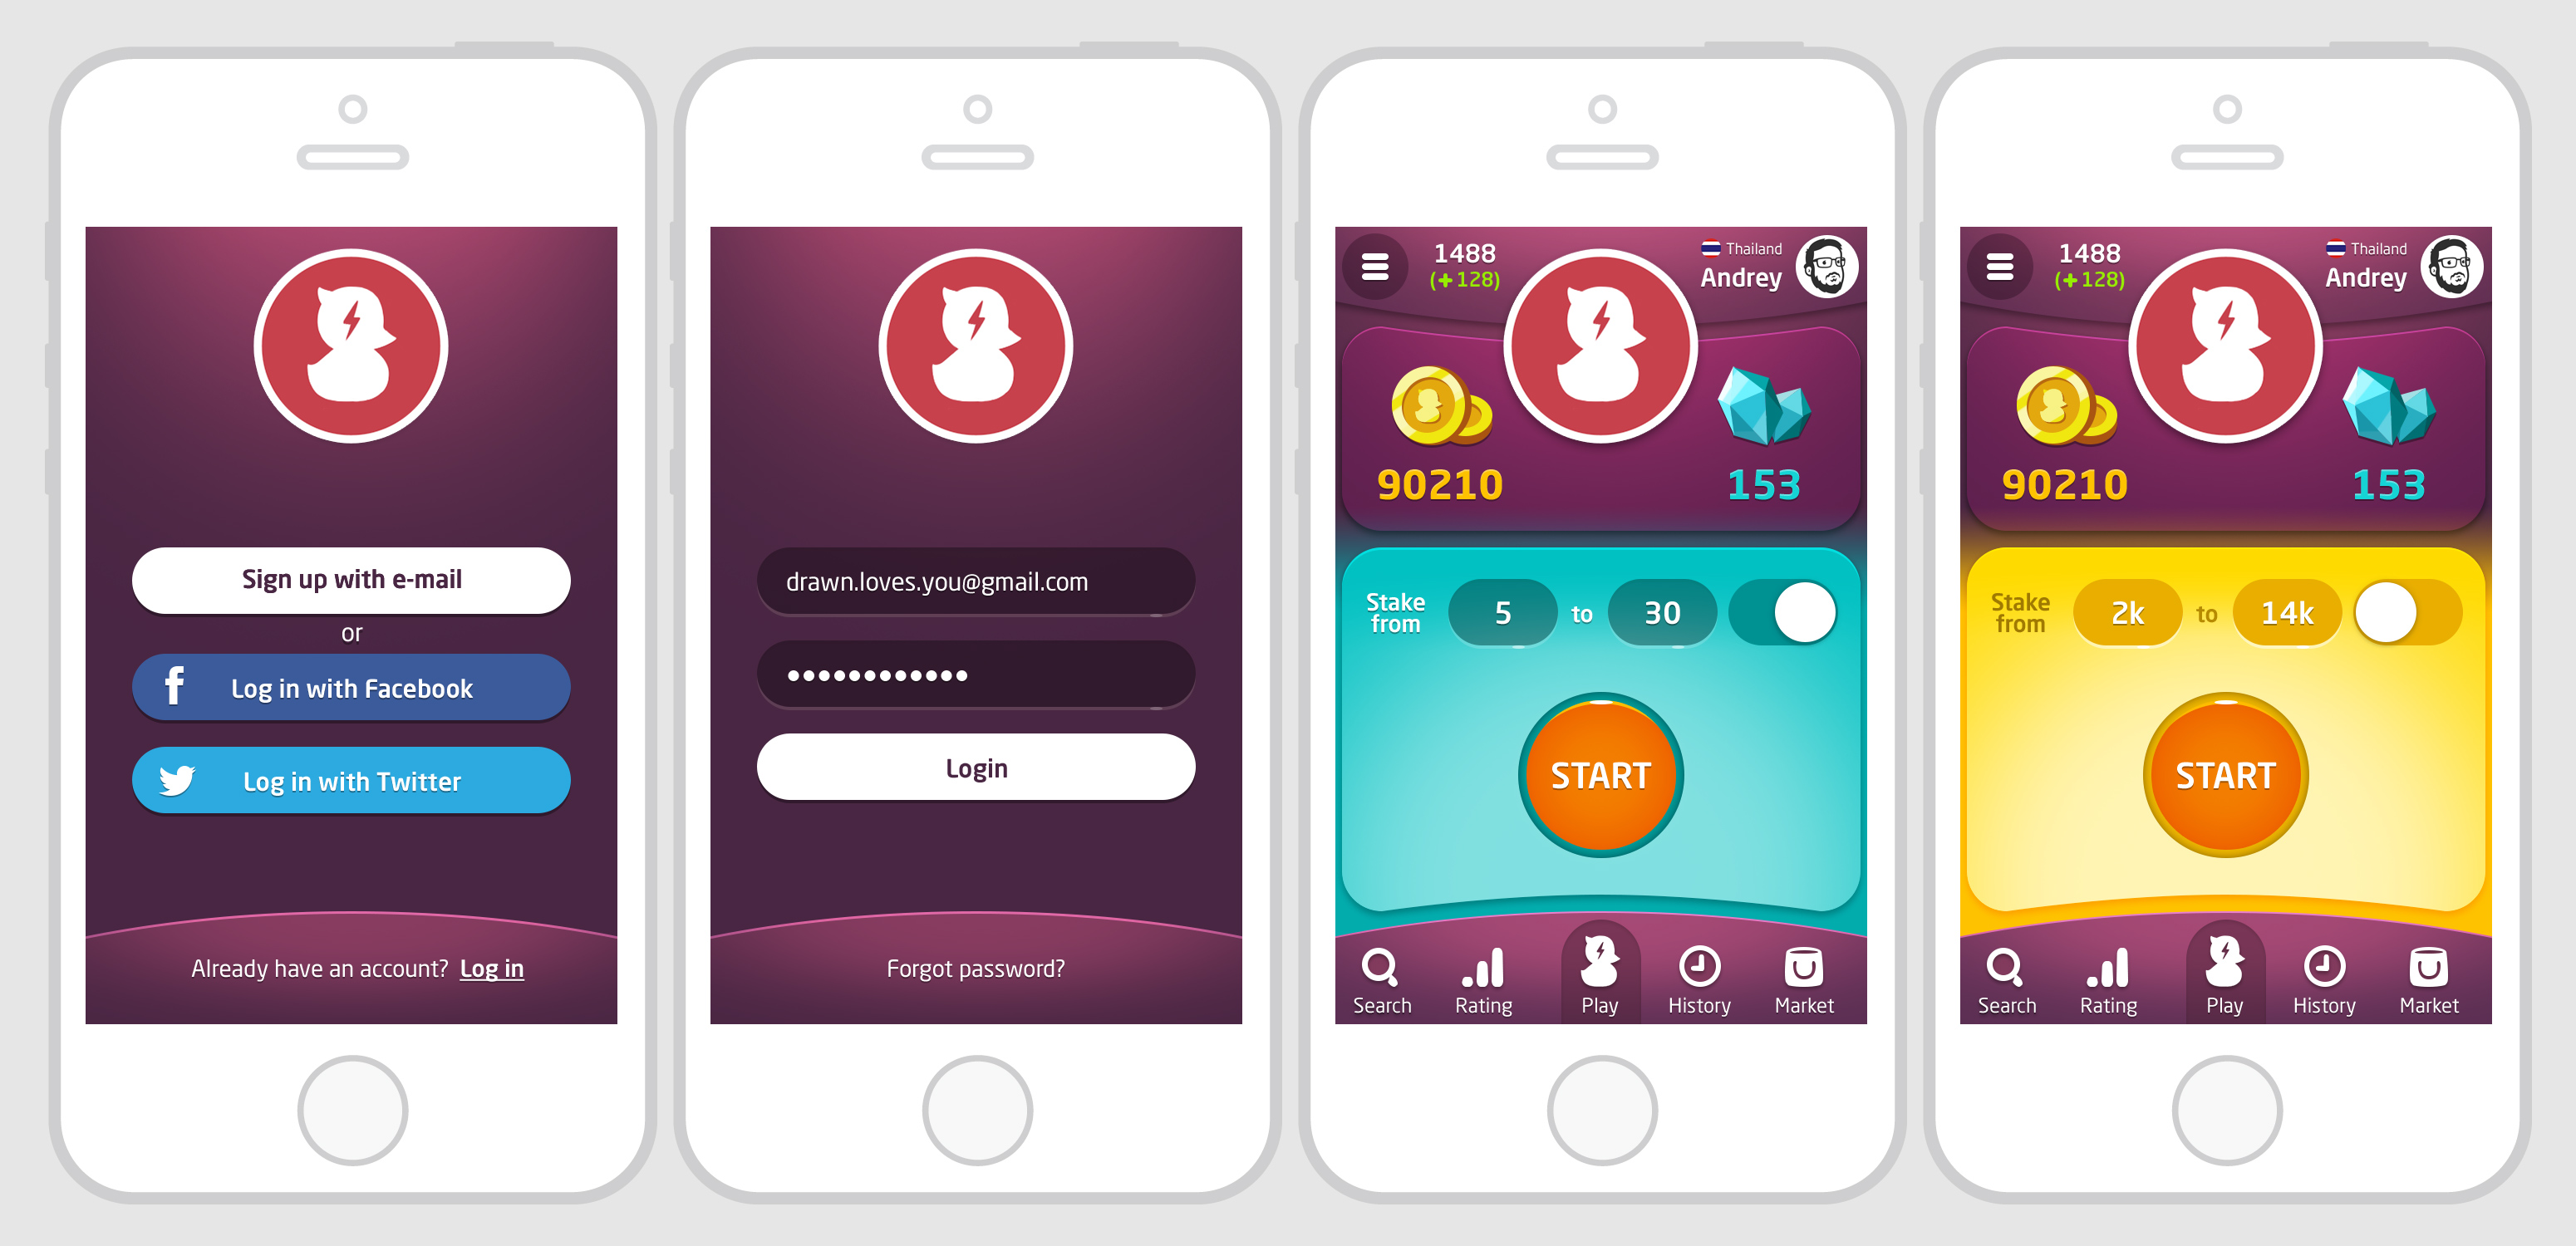 Sign up with e-mail
or
f Log in with Facebook
Log in with Twitter
Already have an account? Log in
drawn.loves.you@gmail.com
Login
Forgot password?
1488
(+128)
Thailand
Andrey
90210
153
Stake
from
5 to 30
START
Search Rating Play History Market
1488
(+128)
Thailand
Andrey
90210
153
Stake
from
2k to 14k
START
Search Rating Play History Market